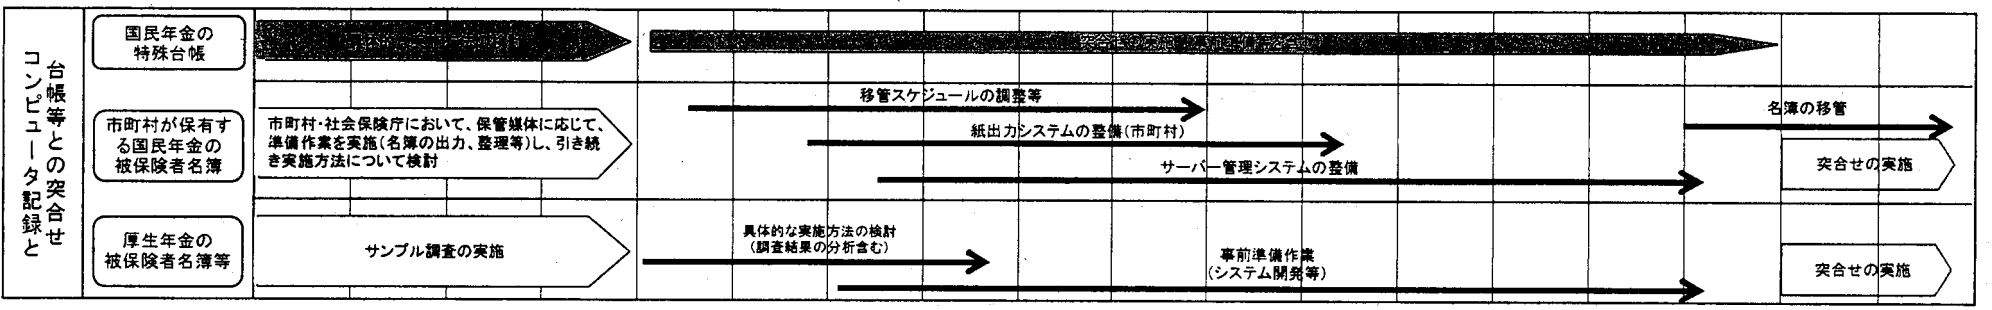 台帳等との突合せ
コンピュータ記録と
国民年金の
特殊台帳
市町村が保有す
る国民年金の
被保険者名簿
市町村・社会保険庁において、保管媒体に応じて、
準備作業を実施(名簿の出力、整理等)し、引き続
き実施方法について検討
移管スケジュールの調整等
紙出力システムの整備(市町村)
サーバー管理システムの整備
名簿の移管
突合せの実施
厚生年金の
被保険者名簿等
サンプル調査の実施
具体的な実施方法の検討
(調査結果の分析含む)
事前準備作業
(システム開発等)
突合せの実施